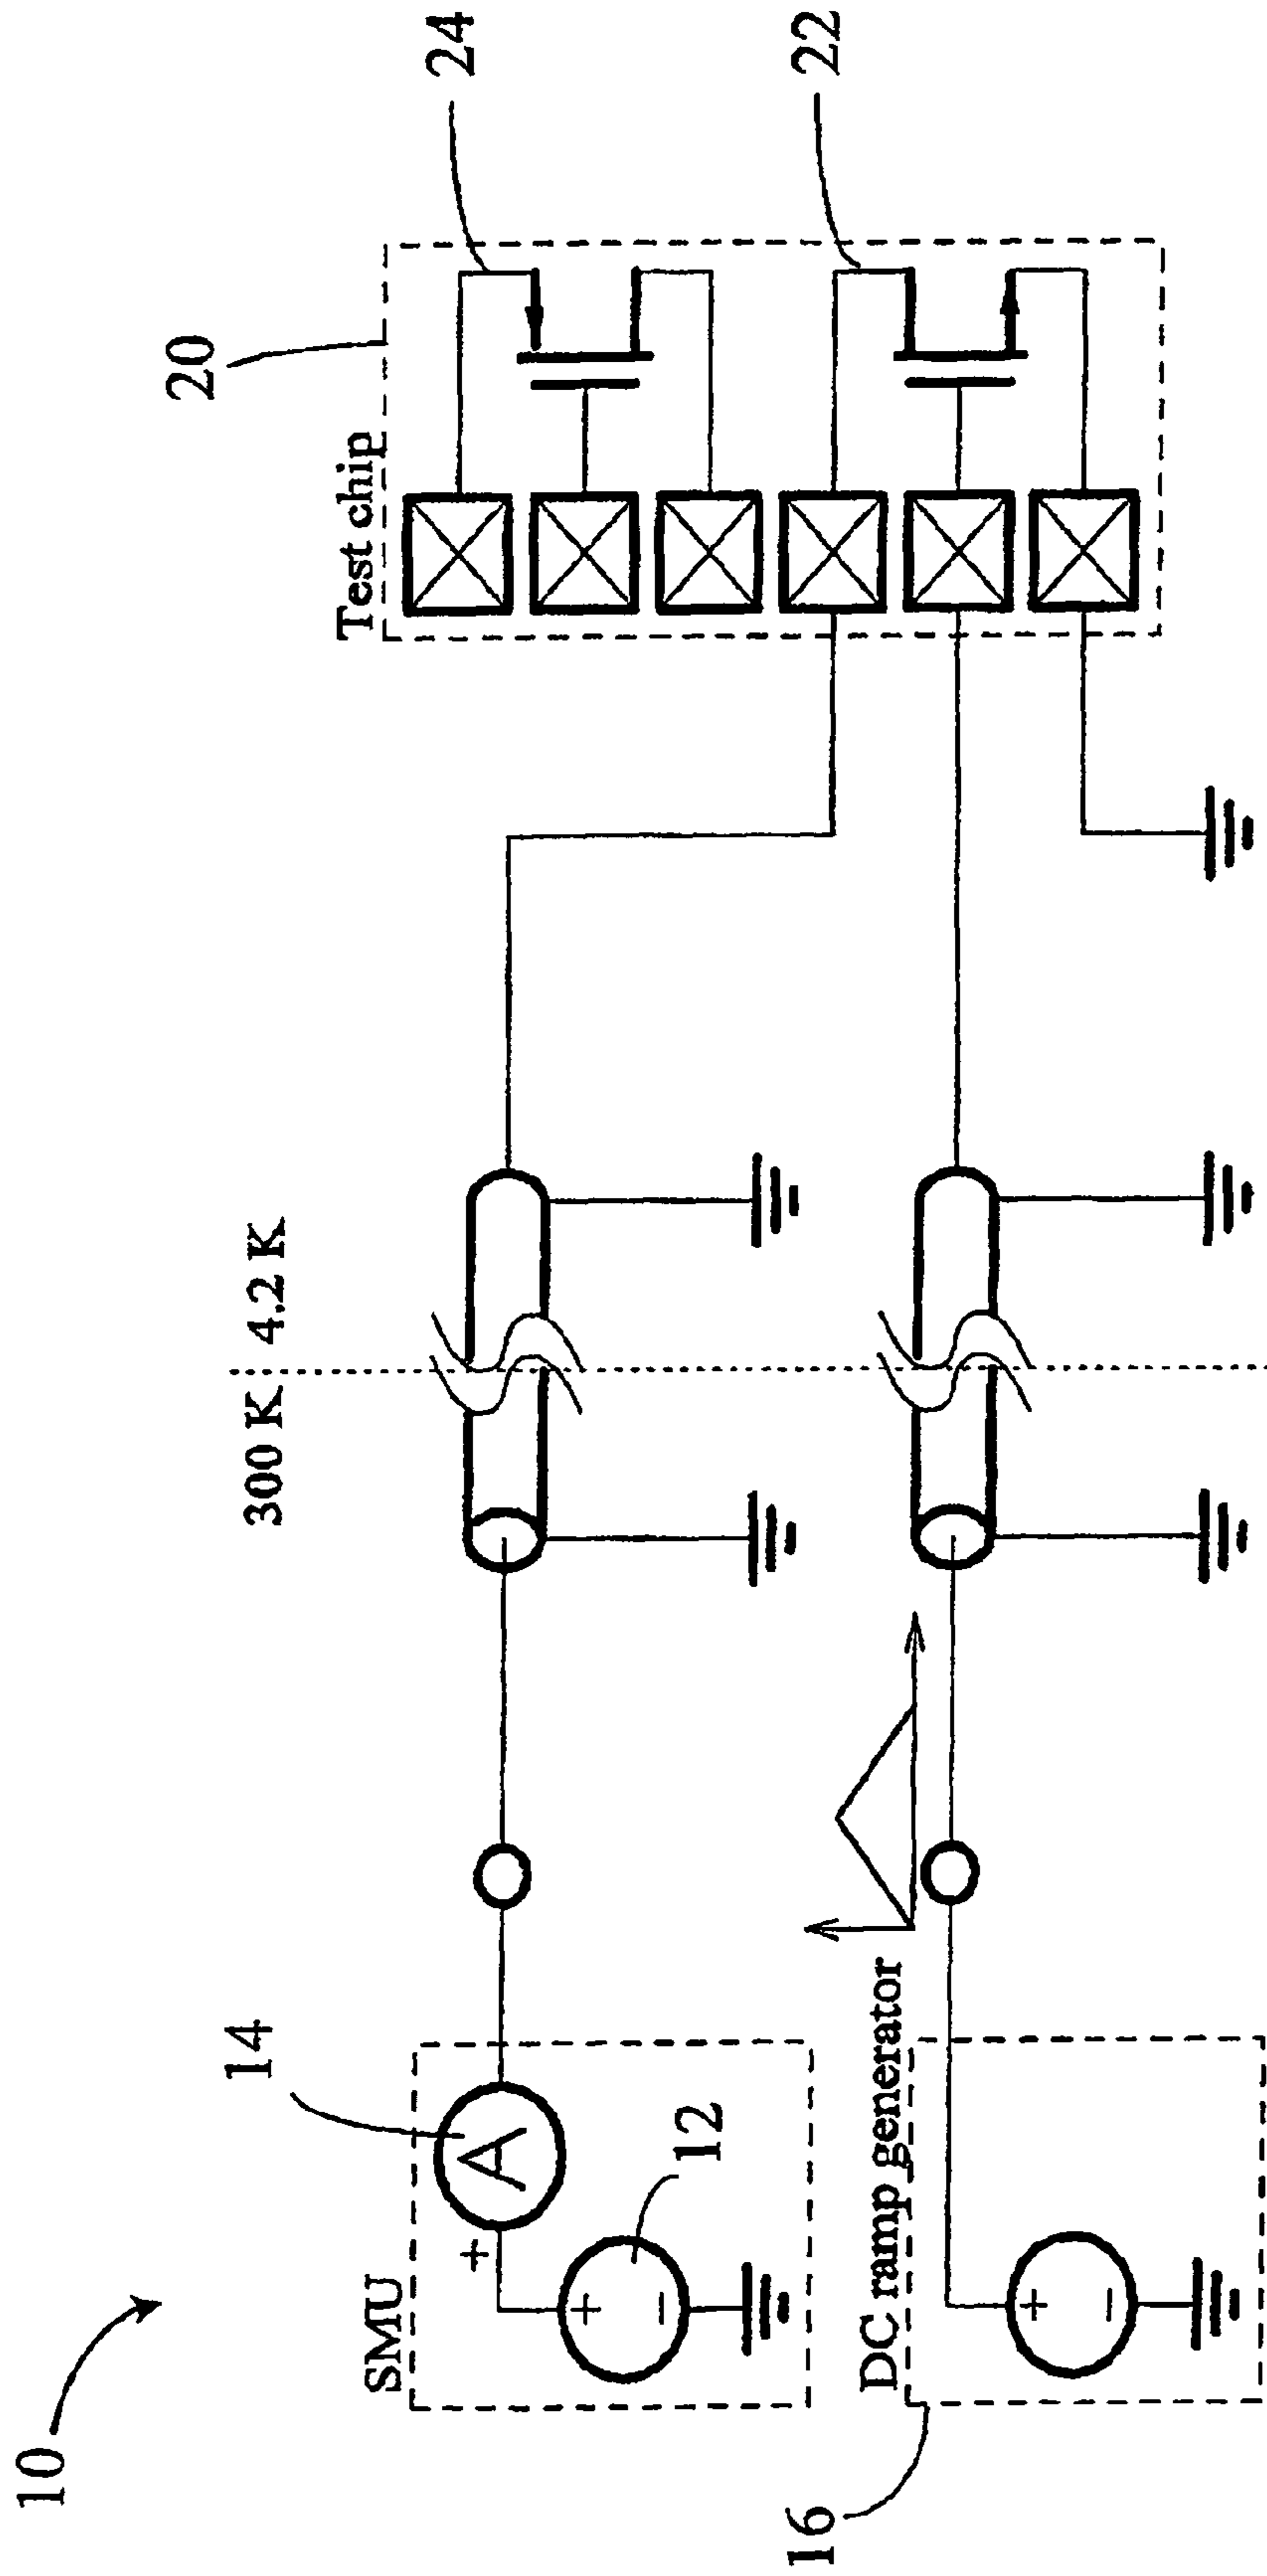 10
SMU
14
A
+
12
+
−
16
DC ramp generator
+
−
300 K
4.2 K
20
Test chip
24
22